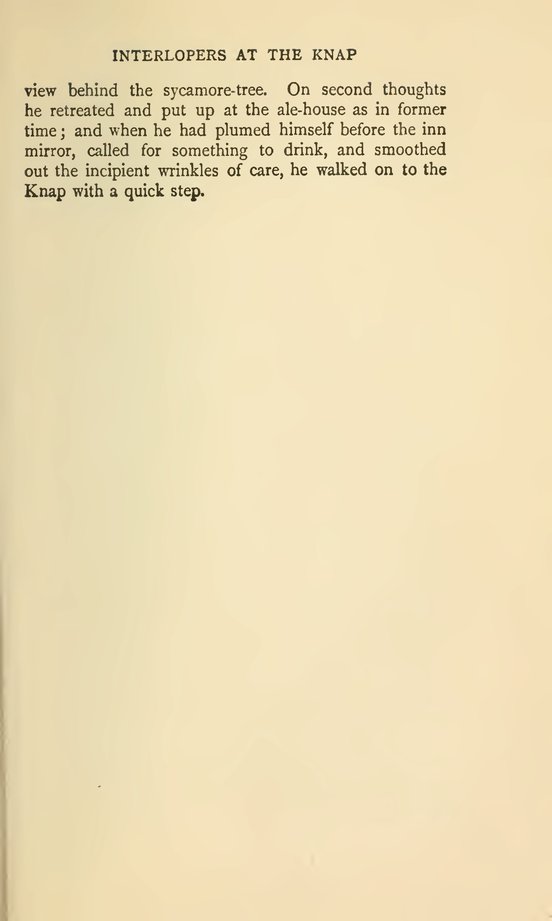 INTERLOPERS AT THE KNAP
view behind the sycamore-tree. On second thoughts
he retreated and put up at the ale-house as in former
time; and when he had plumed himself before the inn
mirror, called for something to drink, and smoothed
out the incipient wrinkles of care, he walked on to the
Knap with a quick step.